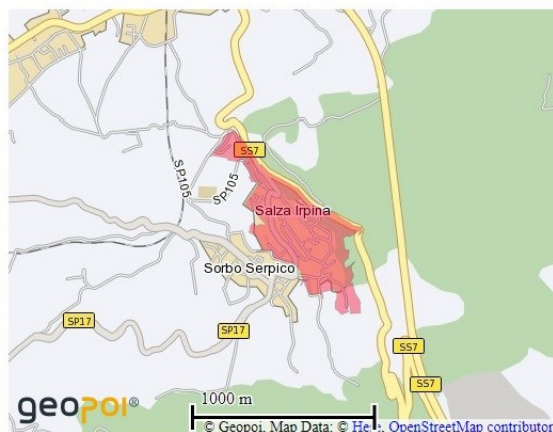 SS7
SP105
SP105
Salza Irpina
Sorbo Serpico
SP17
SP17
SS7
SS7
geopoi®
1000 m
© Geopoi, Map Data: © Here, OpenStreetMap contributor